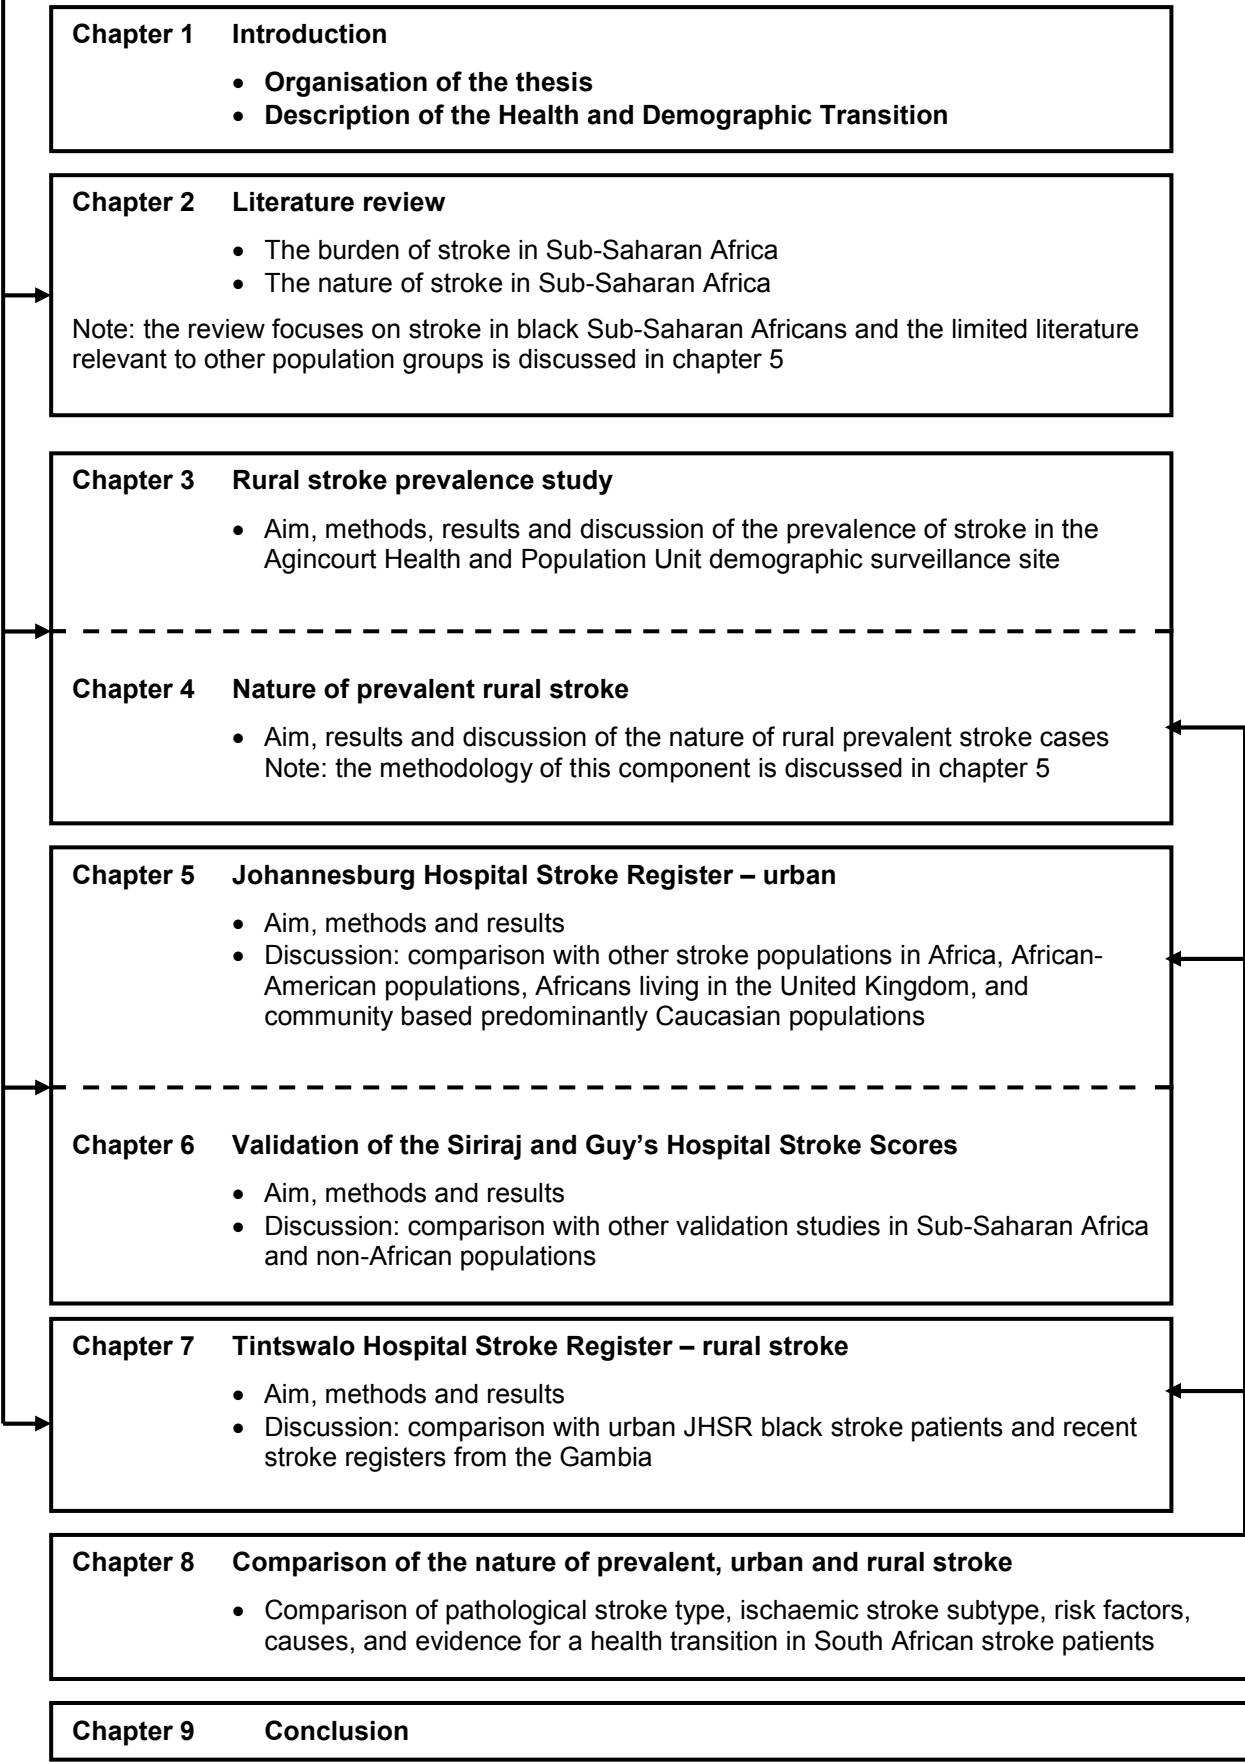 Chapter 1 Introduction
• Organisation of the thesis
• Description of the Health and Demographic Transition
Chapter 2 Literature review
• The burden of stroke in Sub-Saharan Africa
• The nature of stroke in Sub-Saharan Africa
Note: the review focuses on stroke in black Sub-Saharan Africans and the limited literature
relevant to other population groups is discussed in chapter 5
Chapter 3 Rural stroke prevalence study
• Aim, methods, results and discussion of the prevalence of stroke in the
Agincourt Health and Population Unit demographic surveillance site
Chapter 4 Nature of prevalent rural stroke
• Aim, results and discussion of the nature of rural prevalent stroke cases
Note: the methodology of this component is discussed in chapter 5
Chapter 5 Johannesburg Hospital Stroke Register – urban
• Aim, methods and results
• Discussion: comparison with other stroke populations in Africa, African-
American populations, Africans living in the United Kingdom, and
community based predominantly Caucasian populations
Chapter 6 Validation of the Siriraj and Guy’s Hospital Stroke Scores
• Aim, methods and results
• Discussion: comparison with other validation studies in Sub-Saharan Africa
and non-African populations
Chapter 7 Tintswalo Hospital Stroke Register – rural stroke
• Aim, methods and results
• Discussion: comparison with urban JHSR black stroke patients and recent
stroke registers from the Gambia
Chapter 8 Comparison of the nature of prevalent, urban and rural stroke
• Comparison of pathological stroke type, ischaemic stroke subtype, risk factors,
causes, and evidence for a health transition in South African stroke patients
Chapter 9 Conclusion